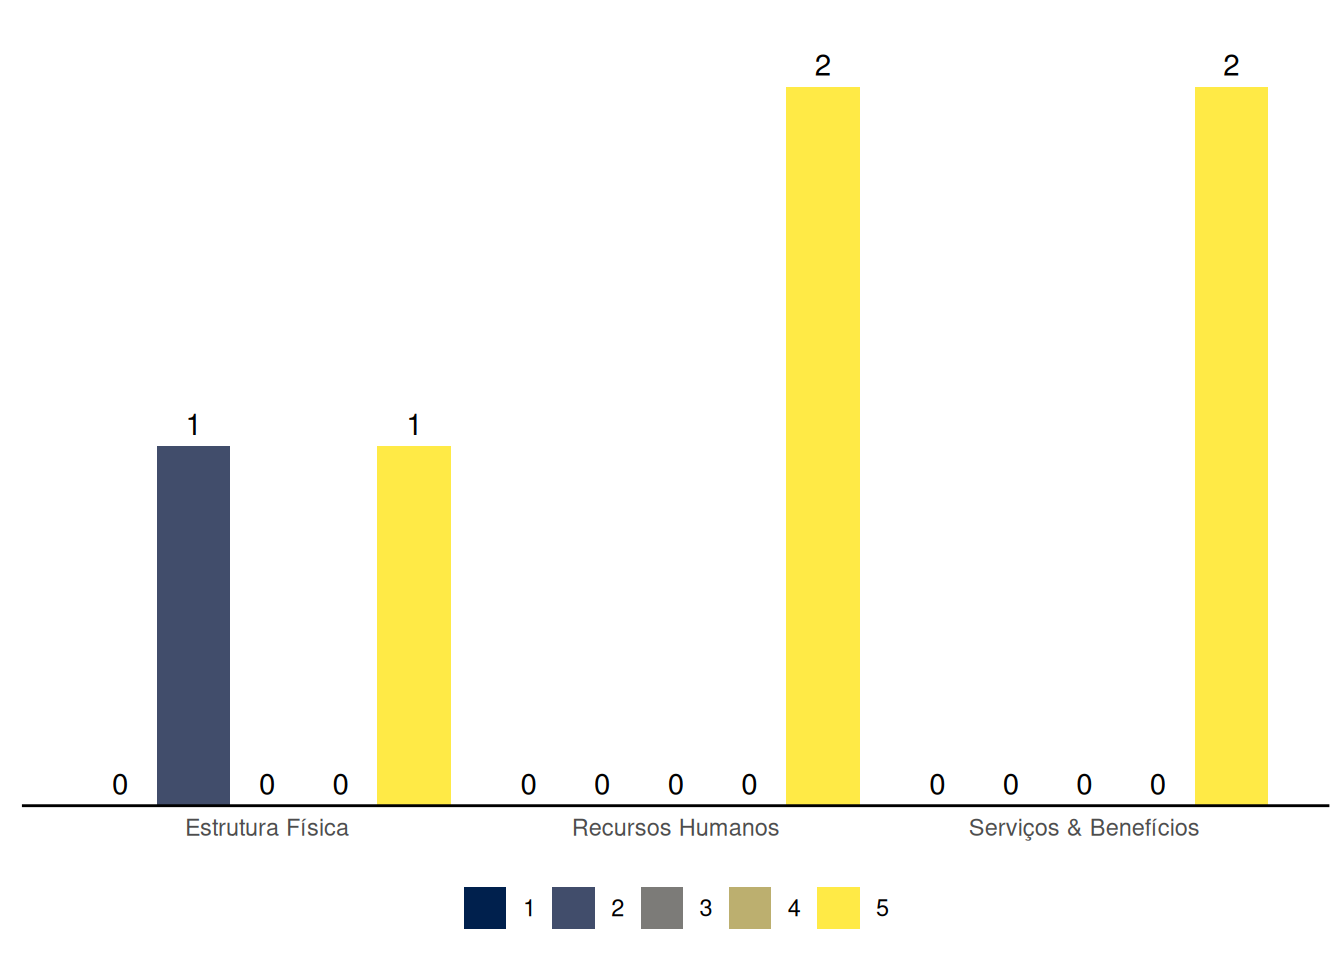 2 2
1 1
0 0 0 0 0 0 0 0 0 0 0
Estrutura Física Recursos Humanos Serviços & Benefícios
1 2 3 4 5